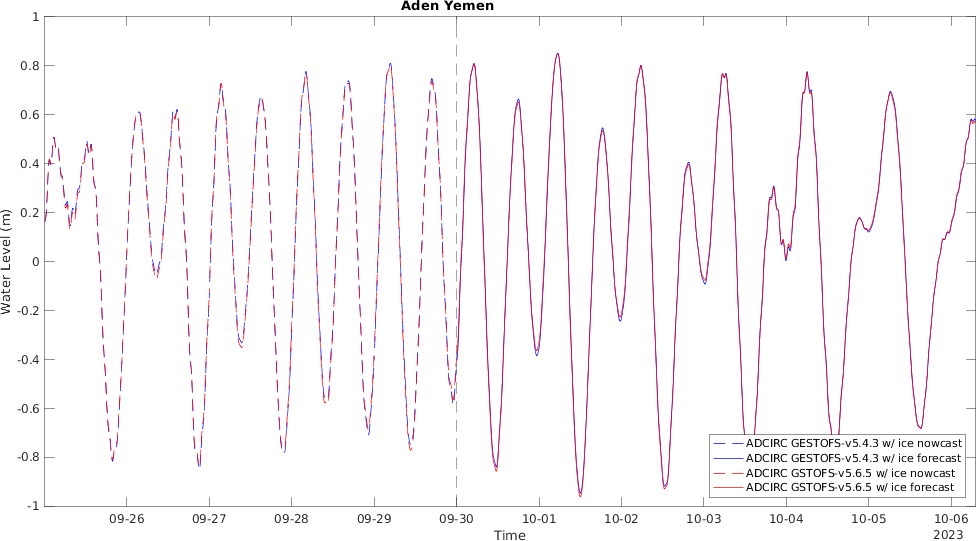 Aden Yemen
Water Level (m)
1
0.8
0.6
0.4
0.2
0
-0.2
-0.4
-0.6
-0.8
-1
09-26 09-27 09-28 09-29 09-30 10-01 10-02 10-03 10-04 10-05 10-06
Time
2023
ADCIRC GESTOFS-v5.4.3 w/ ice nowcast
ADCIRC GESTOFS-v5.4.3 w/ ice forecast
ADCIRC GSTOFS-v5.6.5 w/ ice nowcast
ADCIRC GSTOFS-v5.6.5 w/ ice forecast